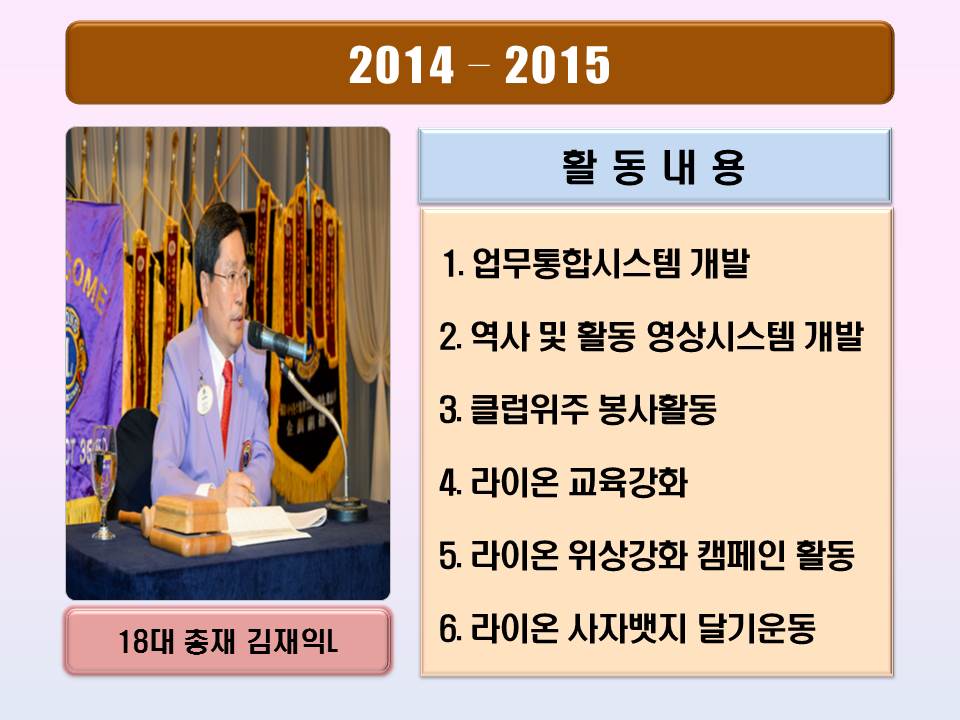 2014 – 2015
활 동 내 용
1. 업무통합시스템 개발
2. 역사 및 활동 영상시스템 개발
3. 클럽위주 봉사활동
4. 라이온 교육강화
5. 라이온 위상강화 캠페인 활동
6. 라이온 사자뱃지 달기운동
18대 총재 김재익L